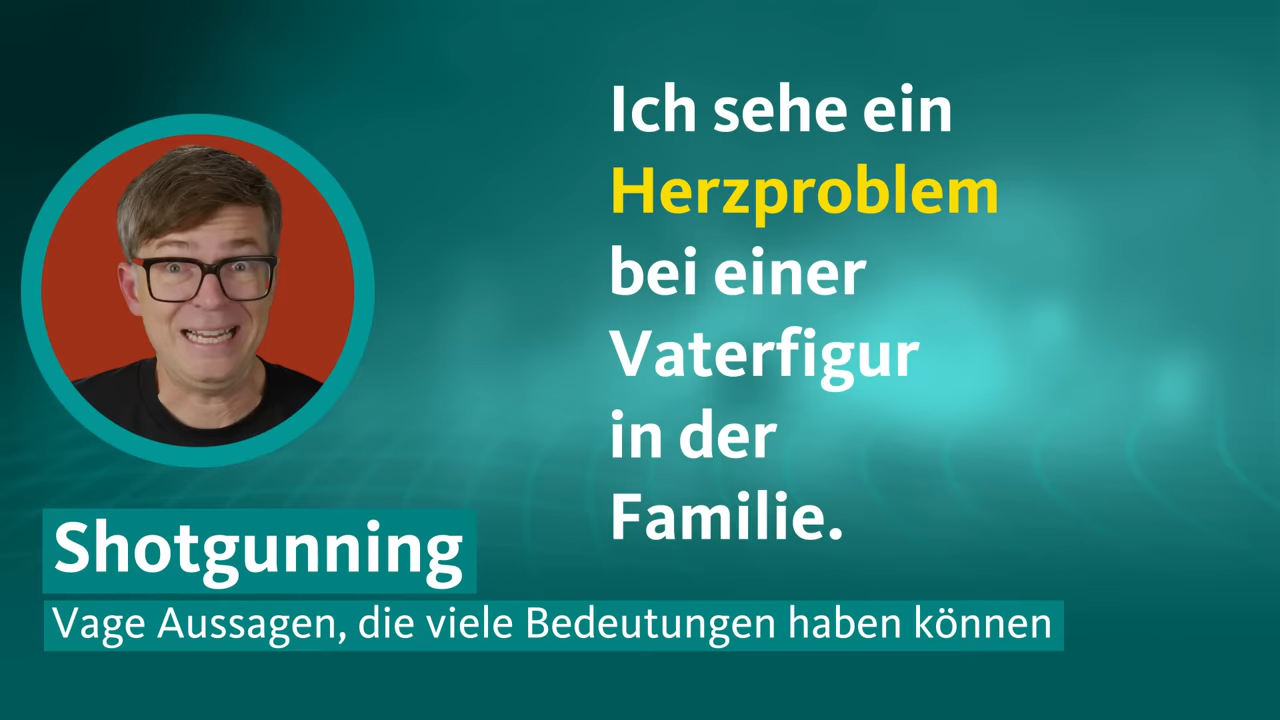 Ich sehe ein
Herzproblem
bei einer
Vaterfigur
in der
Familie.
Shotgunning
Vage Aussagen, die viele Bedeutungen haben können